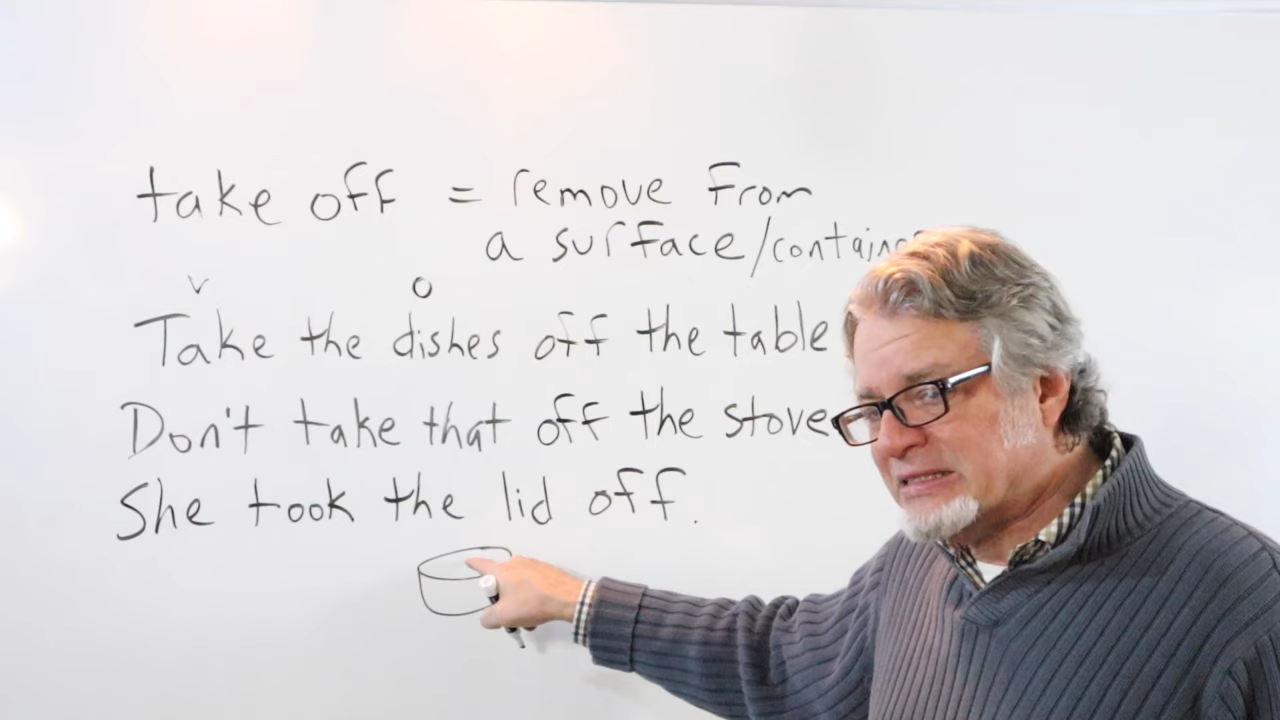 take off = remove from
a surface/container
v o
Take the dishes off the table
Don't take that off the stove
She took the lid off.